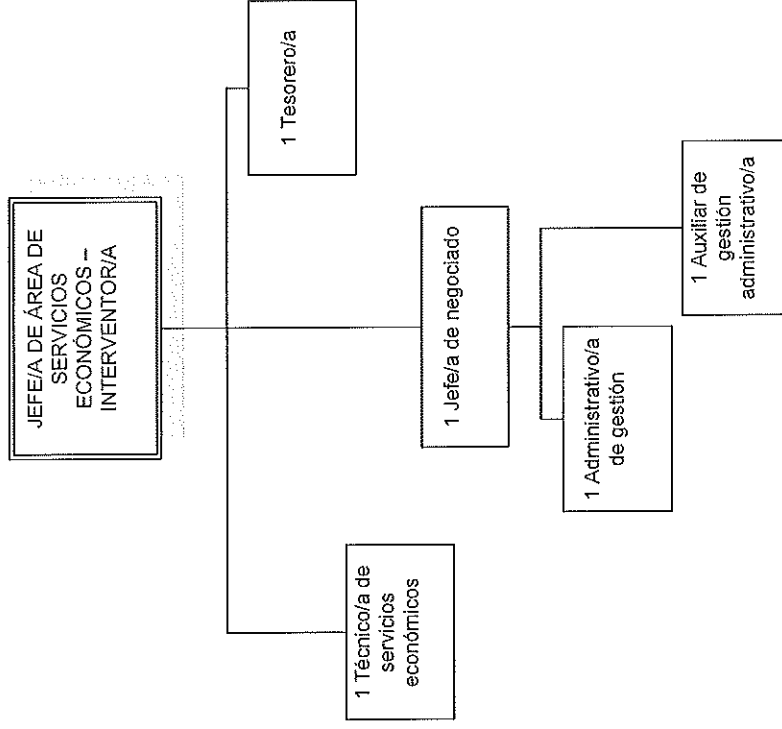 JEFE/A DE ÁREA DE
SERVICIOS
ECONÓMICOS –
INTERVENTOR/A
1 Tesorero/a
1 Jefe/a de negociado
1 Técnico/a de
servicios
económicos
1 Administrativo/a
de gestión
1 Auxiliar de
gestión
administrativo/a